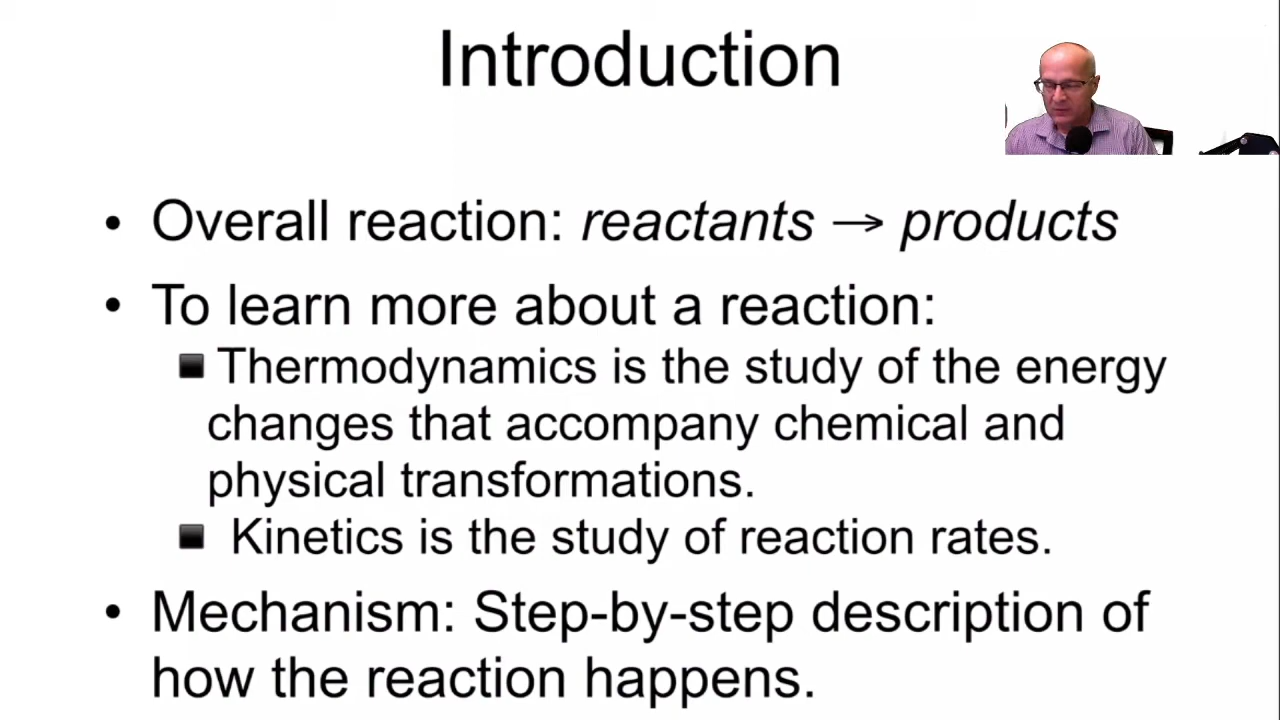 Introduction
• Overall reaction: reactants → products
• To learn more about a reaction:
■ Thermodynamics is the study of the energy
changes that accompany chemical and
physical transformations.
■ Kinetics is the study of reaction rates.
• Mechanism: Step-by-step description of
how the reaction happens.